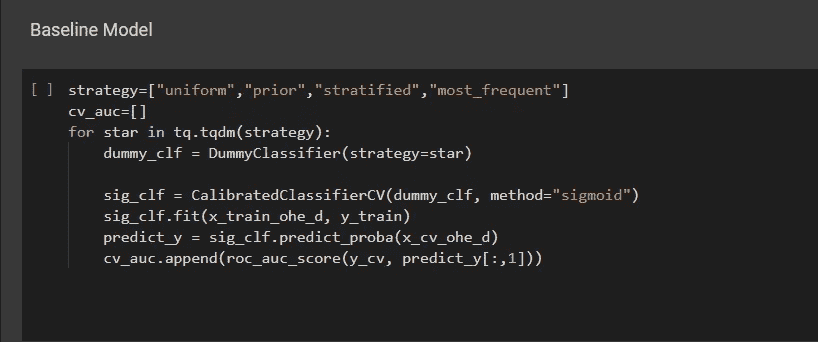 Baseline Model
[ ] strategy=["uniform","prior","stratified","most_frequent"]
cv_auc=[]
for star in tq.tqdm(strategy):
    dummy_clf = DummyClassifier(strategy=star)
    sig_clf = CalibratedClassifierCV(dummy_clf, method="sigmoid")
    sig_clf.fit(x_train_ohe_d, y_train)
    predict_y = sig_clf.predict_proba(x_cv_ohe_d)
    cv_auc.append(roc_auc_score(y_cv, predict_y[:,1]))